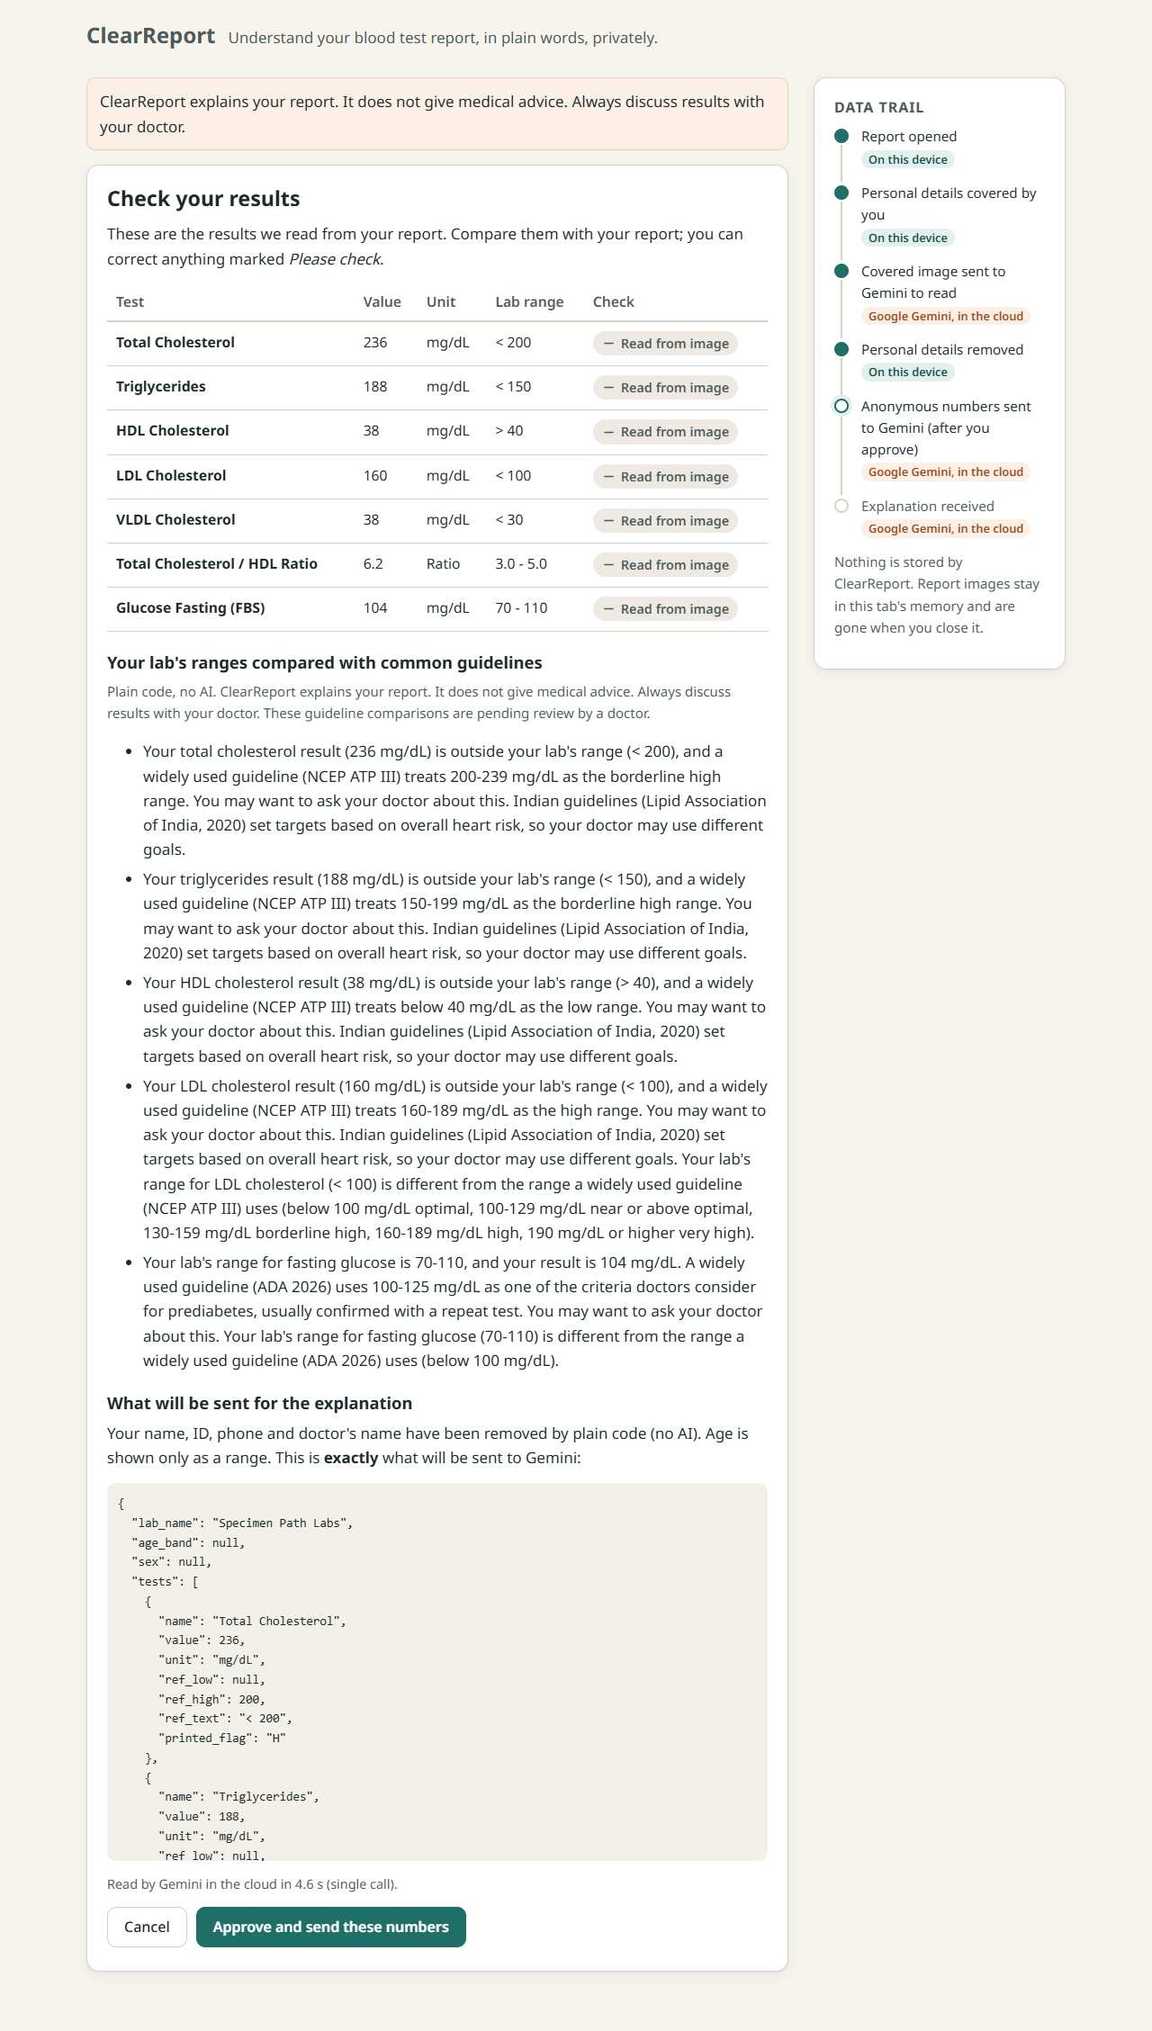 ClearReport Understand your blood test report, in plain words, privately.
ClearReport explains your report. It does not give medical advice. Always discuss results with
your doctor.
Check your results
These are the results we read from your report. Compare them with your report; you can
correct anything marked Please check.
Test Value Unit Lab range Check
Total Cholesterol 236 mg/dL < 200 — Read from image
Triglycerides 188 mg/dL < 150 — Read from image
HDL Cholesterol 38 mg/dL > 40 — Read from image
LDL Cholesterol 160 mg/dL < 100 — Read from image
VLDL Cholesterol 38 mg/dL < 30 — Read from image
Total Cholesterol / HDL Ratio 6.2 Ratio 3.0 - 5.0 — Read from image
Glucose Fasting (FBS) 104 mg/dL 70 - 110 — Read from image
Your lab's ranges compared with common guidelines
Plain code, no AI. ClearReport explains your report. It does not give medical advice. Always discuss
results with your doctor. These guideline comparisons are pending review by a doctor.
• Your total cholesterol result (236 mg/dL) is outside your lab's range (< 200), and a
widely used guideline (NCEP ATP III) treats 200-239 mg/dL as the borderline high
range. You may want to ask your doctor about this. Indian guidelines (Lipid Association
of India, 2020) set targets based on overall heart risk, so your doctor may use different
goals.
• Your triglycerides result (188 mg/dL) is outside your lab's range (< 150), and a widely
used guideline (NCEP ATP III) treats 150-199 mg/dL as the borderline high range. You
may want to ask your doctor about this. Indian guidelines (Lipid Association of India,
2020) set targets based on overall heart risk, so your doctor may use different goals.
• Your HDL cholesterol result (38 mg/dL) is outside your lab's range (> 40), and a widely
used guideline (NCEP ATP III) treats below 40 mg/dL as the low range. You may want to
ask your doctor about this. Indian guidelines (Lipid Association of India, 2020) set
targets based on overall heart risk, so your doctor may use different goals.
• Your LDL cholesterol result (160 mg/dL) is outside your lab's range (< 100), and a widely
used guideline (NCEP ATP III) treats 160-189 mg/dL as the high range. You may want to
ask your doctor about this. Indian guidelines (Lipid Association of India, 2020) set
targets based on overall heart risk, so your doctor may use different goals. Your lab's
range for LDL cholesterol (< 100) is different from the range a widely used guideline
(NCEP ATP III) uses (below 100 mg/dL optimal, 100-129 mg/dL near or above optimal,
130-159 mg/dL borderline high, 160-189 mg/dL high, 190 mg/dL or higher very high).
• Your lab's range for fasting glucose is 70-110, and your result is 104 mg/dL. A widely
used guideline (ADA 2026) uses 100-125 mg/dL as one of the criteria doctors consider
for prediabetes, usually confirmed with a repeat test. You may want to ask your doctor
about this. Your lab's range for fasting glucose (70-110) is different from the range a
widely used guideline (ADA 2026) uses (below 100 mg/dL).
What will be sent for the explanation
Your name, ID, phone and doctor's name have been removed by plain code (no AI). Age is
shown only as a range. This is exactly what will be sent to Gemini:
{
"lab_name": "Specimen Path Labs",
"age_band": null,
"sex": null,
"tests": [
{
"name": "Total Cholesterol",
"value": 236,
"unit": "mg/dL",
"ref_low": null,
"ref_high": 200,
"ref_text": "< 200",
"printed_flag": "H"
},
{
"name": "Triglycerides",
"value": 188,
"unit": "mg/dL",
"ref_low": null,
Read by Gemini in the cloud in 4.6 s (single call).
Cancel Approve and send these numbers
DATA TRAIL
Report opened
On this device
Personal details covered by
you
On this device
Covered image sent to
Gemini to read
Google Gemini, in the cloud
Personal details removed
On this device
Anonymous numbers sent
to Gemini (after you
approve)
Google Gemini, in the cloud
Explanation received
Google Gemini, in the cloud
Nothing is stored by
ClearReport. Report images stay
in this tab's memory and are
gone when you close it.